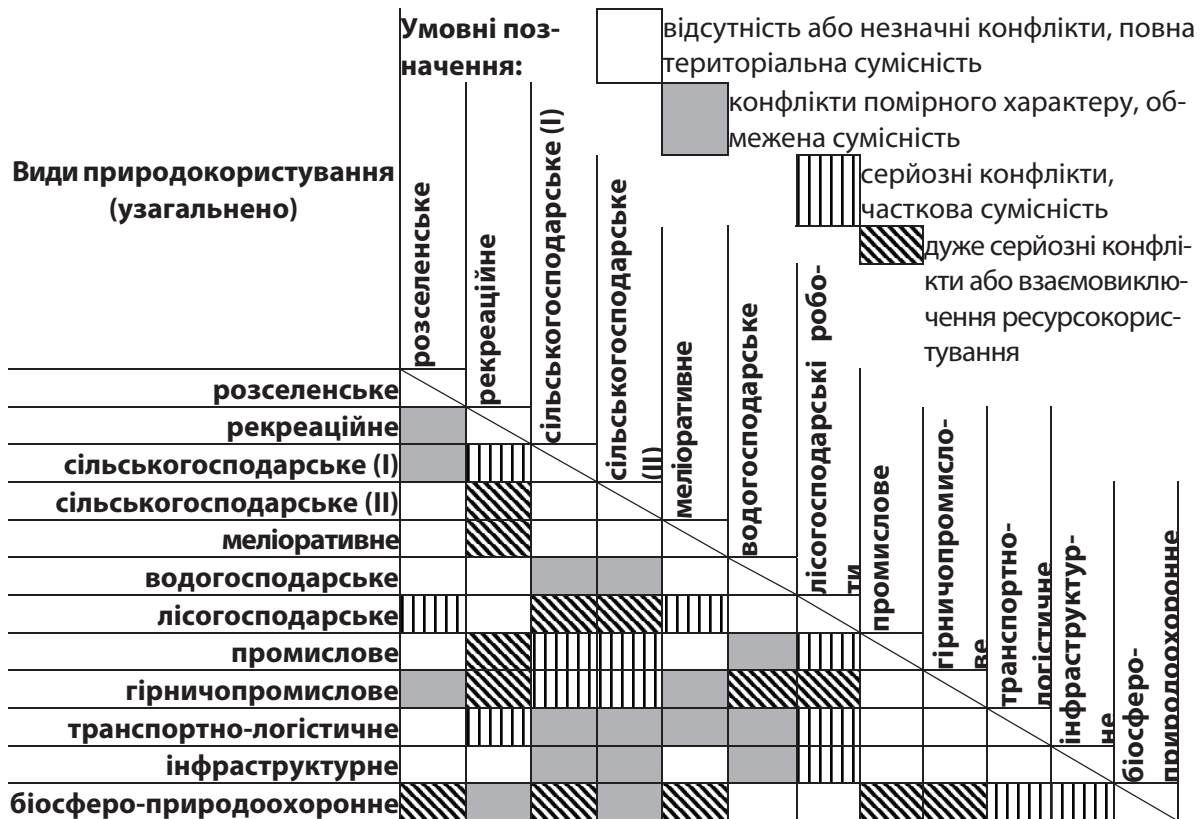 Умовні поз-
начення:
відсутність або незначні конфлікти, повна
територіальна сумісність
конфлікти помірного характеру, об-
межена сумісність
серйозні конфлікти,
часткова сумісність
дуже серйозні конфлі-
кти або взаємовиклю-
чення ресурсокорис-
тування
Види природокористування
(узагальнено)
розселенське
рекреаційне
сільськогосподарське (I)
сільськогосподарське
(II)
меліоративне
водогосподарське
лісогосподарські робо-
ти
промислове
гірничопромисло-
ве
транспортно-
логістичне
інфраструктур-
не
біосферо-
природоохоронне
розселенське
рекреаційне
сільськогосподарське (I)
сільськогосподарське (II)
меліоративне
водогосподарське
лісогосподарське
промислове
гірничопромислове
транспортно-логістичне
інфраструктурне
біосферо-природоохоронне